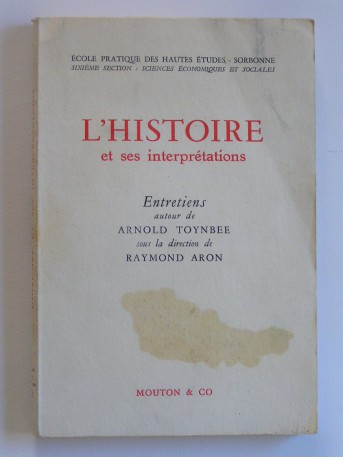 ÉCOLE PRATIQUE DES HAUTES ÉTUDES - SORBONNE
SIXIÈME SECTION : SCIENCES ÉCONOMIQUES ET SOCIALES
L'HISTOIRE
et ses interprétations
Entretiens
autour de
ARNOLD TOYNBEE
sous la direction de
RAYMOND ARON
MOUTON & CO